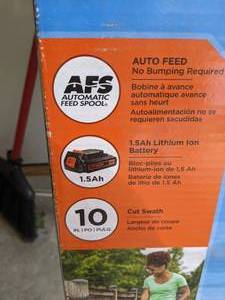 AFS
AUTOMATIC
FEED SPOOL®
AUTO FEED
No Bumping Required
Bobine à avance
automatique avance
sans heurt
Autoalimentación no se
requieren sacudidas
1.5Ah
1.5Ah Lithium Ion
Battery
Bloc-piles au
lithium-ion de 1,5 Ah
Batería de iones
de litio de 1.5 Ah
10
IN. | PO | PULG
Cut Swath
Largeur de coupe
Ancho de corte